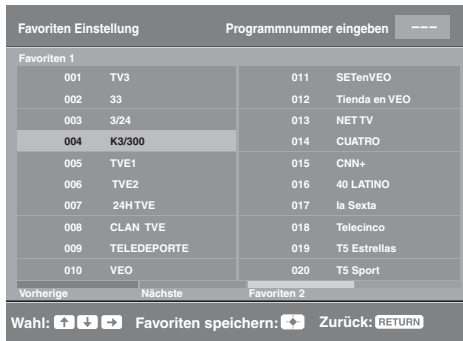 Favoriten Einstellung Programmnummer eingeben ---
Favoriten 1
001 TV3 011 SETenVEO
002 33 012 Tienda en VEO
003 3/24 013 NET TV
004 K3/300 014 CUATRO
005 TVE1 015 CNN+
006 TVE2 016 40 LATINO
007 24H TVE 017 la Sexta
008 CLAN TVE 018 Telecinco
009 TELEDEPORTE 019 T5 Estrellas
010 VEO 020 T5 Sport
Vorherige Nächste Favoriten 2
Wahl: ↑ ↓ → Favoriten speichern: Zurück: RETURN